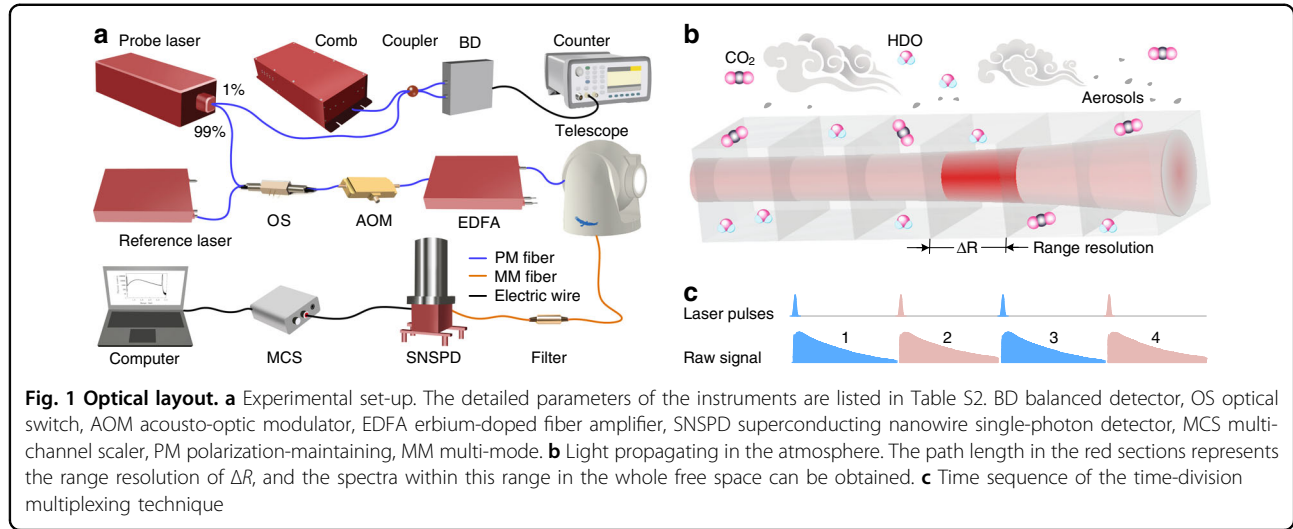 a
Probe laser
Comb
Coupler
BD
Counter
1%
99%
Telescope
OS
AOM
EDFA
Reference laser
PM fiber
MM fiber
Electric wire
Computer
MCS
SNSPD
Filter
b
CO₂
HDO
Aerosols
ΔR
Range resolution
c
Laser pulses
1
2
3
4
Raw signal
Fig. 1 Optical layout. a Experimental set-up. The detailed parameters of the instruments are listed in Table S2. BD balanced detector, OS optical
switch, AOM acousto-optic modulator, EDFA erbium-doped fiber amplifier, SNSPD superconducting nanowire single-photon detector, MCS multi-
channel scaler, PM polarization-maintaining, MM multi-mode. b Light propagating in the atmosphere. The path length in the red sections represents
the range resolution of ΔR, and the spectra within this range in the whole free space can be obtained. c Time sequence of the time-division
multiplexing technique